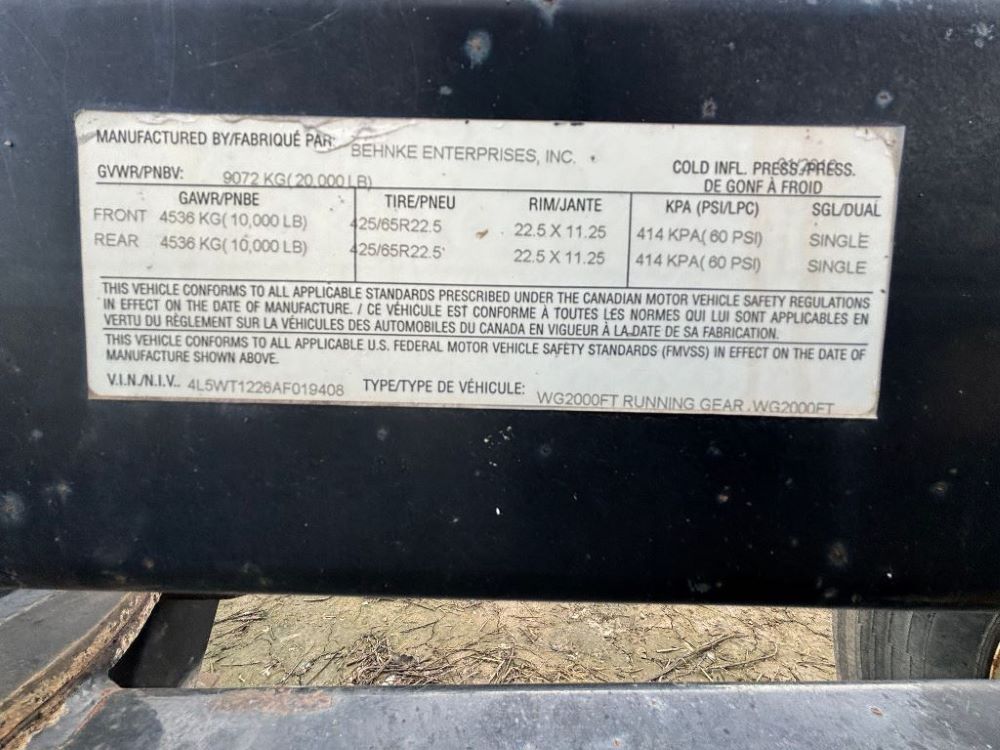 MANUFACTURED BY/FABRIQUÉ PAR: BEHNKE ENTERPRISES, INC.
GVWR/PNBV: 9072 KG( 20,000 LB) COLD INFL. PRESS./PRESS.
DE GONF À FROID
GAWR/PNBE TIRE/PNEU RIM/JANTE KPA (PSI/LPC) SGL/DUAL
FRONT 4536 KG( 10,000 LB) 425/65R22.5 22.5 X 11.25 414 KPA( 60 PSI) SINGLE
REAR 4536 KG( 10,000 LB) 425/65R22.5 22.5 X 11.25 414 KPA( 60 PSI) SINGLE
THIS VEHICLE CONFORMS TO ALL APPLICABLE STANDARDS PRESCRIBED UNDER THE CANADIAN MOTOR VEHICLE SAFETY REGULATIONS
IN EFFECT ON THE DATE OF MANUFACTURE. / CE VÉHICULE EST CONFORME À TOUTES LES NORMES QUI LUI SONT APPLICABLES EN
VERTU DU RÈGLEMENT SUR LA VÉHICULES DES AUTOMOBILES DU CANADA EN VIGUEUR À LA DATE DE SA FABRICATION.
THIS VEHICLE CONFORMS TO ALL APPLICABLE U.S. FEDERAL MOTOR VEHICLE SAFETY STANDARDS (FMVSS) IN EFFECT ON THE DATE OF
MANUFACTURE SHOWN ABOVE.
V.I.N./N.I.V.: 4L5WT1226AF019408 TYPE/TYPE DE VÉHICULE: WG2000FT RUNNING GEAR WG2000FT